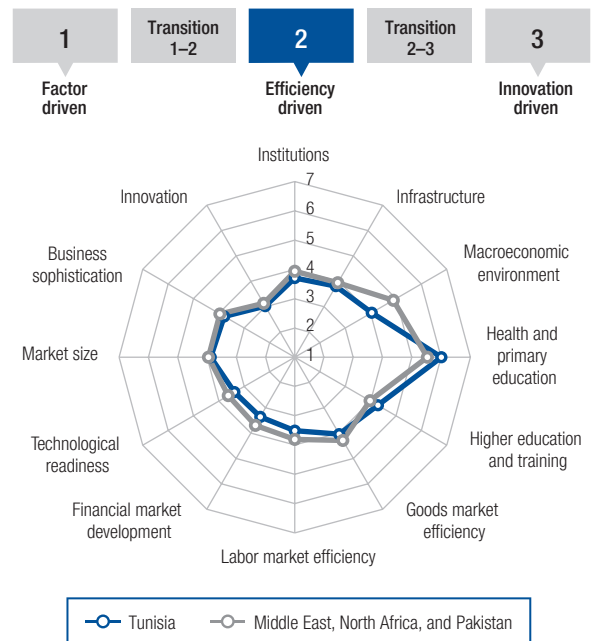 1
Transition
1–2
2
Transition
2–3
3
Factor
driven
Efficiency
driven
Innovation
driven
Institutions
Infrastructure
Macroeconomic
environment
Health and
primary
education
Higher education
and training
Goods market
efficiency
Labor market efficiency
Financial market
development
Technological
readiness
Market size
Business
sophistication
Innovation
7
6
5
4
3
2
1
Tunisia
Middle East, North Africa, and Pakistan